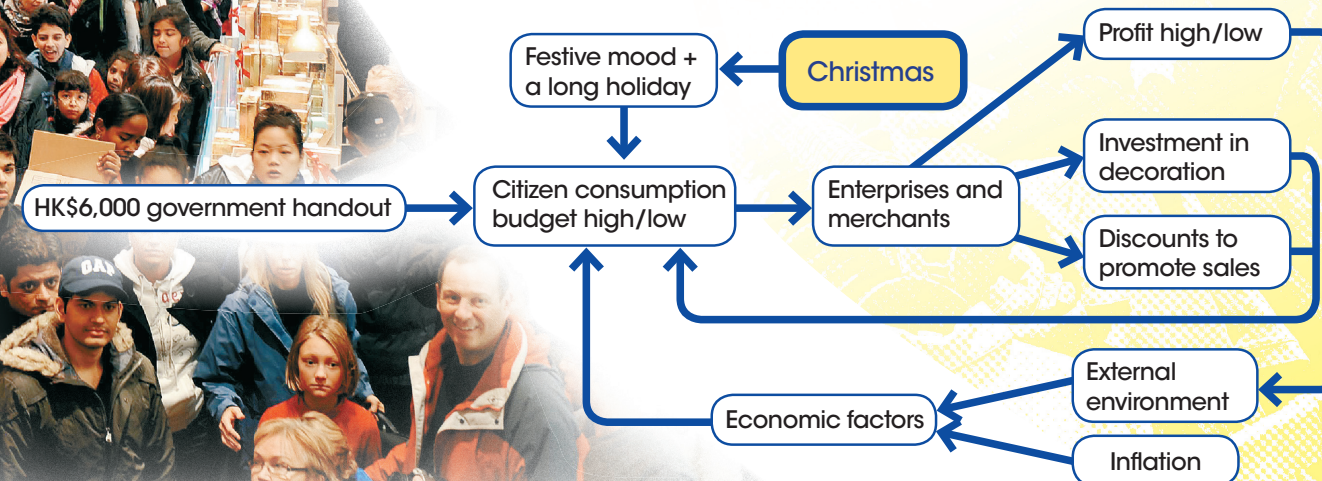 Profit high/low
Festive mood +
a long holiday
Christmas
Investment in
decoration
HK$6,000 government handout
Citizen consumption
budget high/low
Enterprises and
merchants
Discounts to
promote sales
GAP
External
environment
Economic factors
Inflation